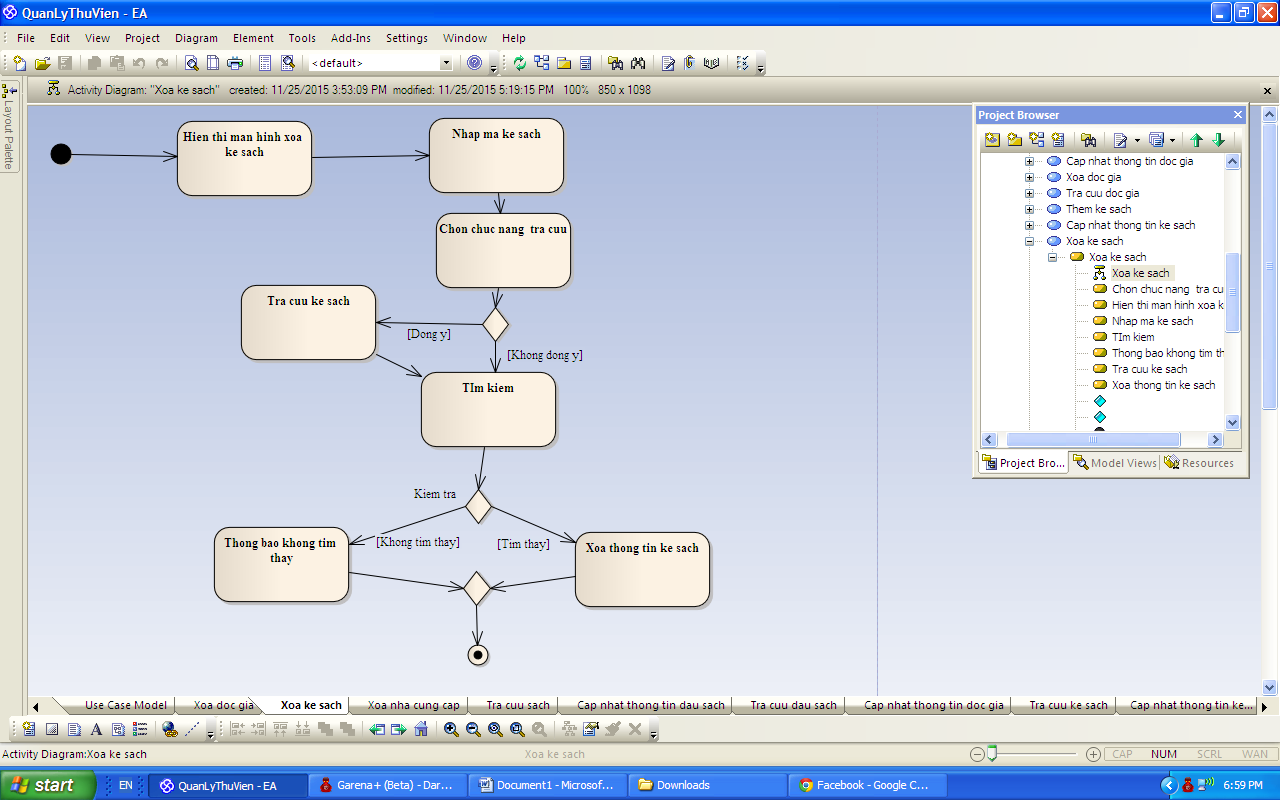 QuanLyThuVien - EA
File Edit View Project Diagram Element Tools Add-Ins Settings Window Help
<default>
Activity Diagram: "Xoa ke sach" created: 11/25/2015 3:53:09 PM modified: 11/25/2015 5:19:15 PM 100% 850 x 1098
Layout Palette
Hien thi man hinh xoa
ke sach
Nhap ma ke sach
Chon chuc nang tra cuu
Tra cuu ke sach
[Dong y]
[Khong dong y]
TIm kiem
Kiem tra
[Khong tim thay]
[Tim thay]
Thong bao khong tim
thay
Xoa thong tin ke sach
Project Browser
Cap nhat thong tin doc gia
Xoa doc gia
Tra cuu doc gia
Them ke sach
Cap nhat thong tin ke sach
Xoa ke sach
Xoa ke sach
Xoa ke sach
Chon chuc nang tra cu
Hien thi man hinh xoa k
Nhap ma ke sach
TIm kiem
Thong bao khong tim th
Tra cuu ke sach
Xoa thong tin ke sach
Project Bro... Model Views Resources
Use Case Model Xoa doc gia Xoa ke sach Xoa nha cung cap Tra cuu sach Cap nhat thong tin dau sach Tra cuu dau sach Cap nhat thong tin doc gia Tra cuu ke sach Cap nhat thong tin ke...
Activity Diagram:Xoa ke sach Xoa ke sach CAP NUM SCRL WAN
start EN QuanLyThuVien - EA Garena+ (Beta) - Dar... Document1 - Microsof... Downloads Facebook - Google C... 6:59 PM